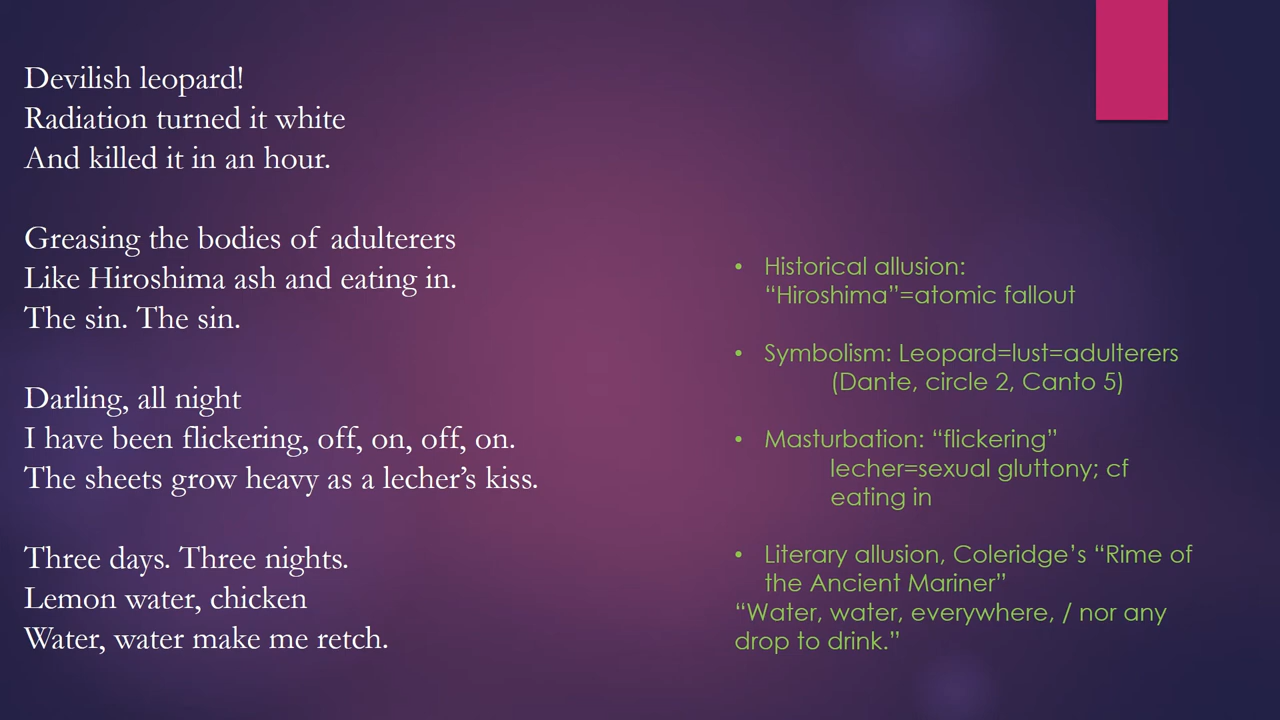 Devilish leopard!
Radiation turned it white
And killed it in an hour.
Greasing the bodies of adulterers
Like Hiroshima ash and eating in.
The sin. The sin.
Darling, all night
I have been flickering, off, on, off, on.
The sheets grow heavy as a lecher’s kiss.
Three days. Three nights.
Lemon water, chicken
Water, water make me retch.
• Historical allusion:
“Hiroshima”=atomic fallout
• Symbolism: Leopard=lust=adulterers
(Dante, circle 2, Canto 5)
• Masturbation: “flickering”
lecher=sexual gluttony; cf
eating in
• Literary allusion, Coleridge’s “Rime of
the Ancient Mariner”
“Water, water, everywhere, / nor any
drop to drink.”